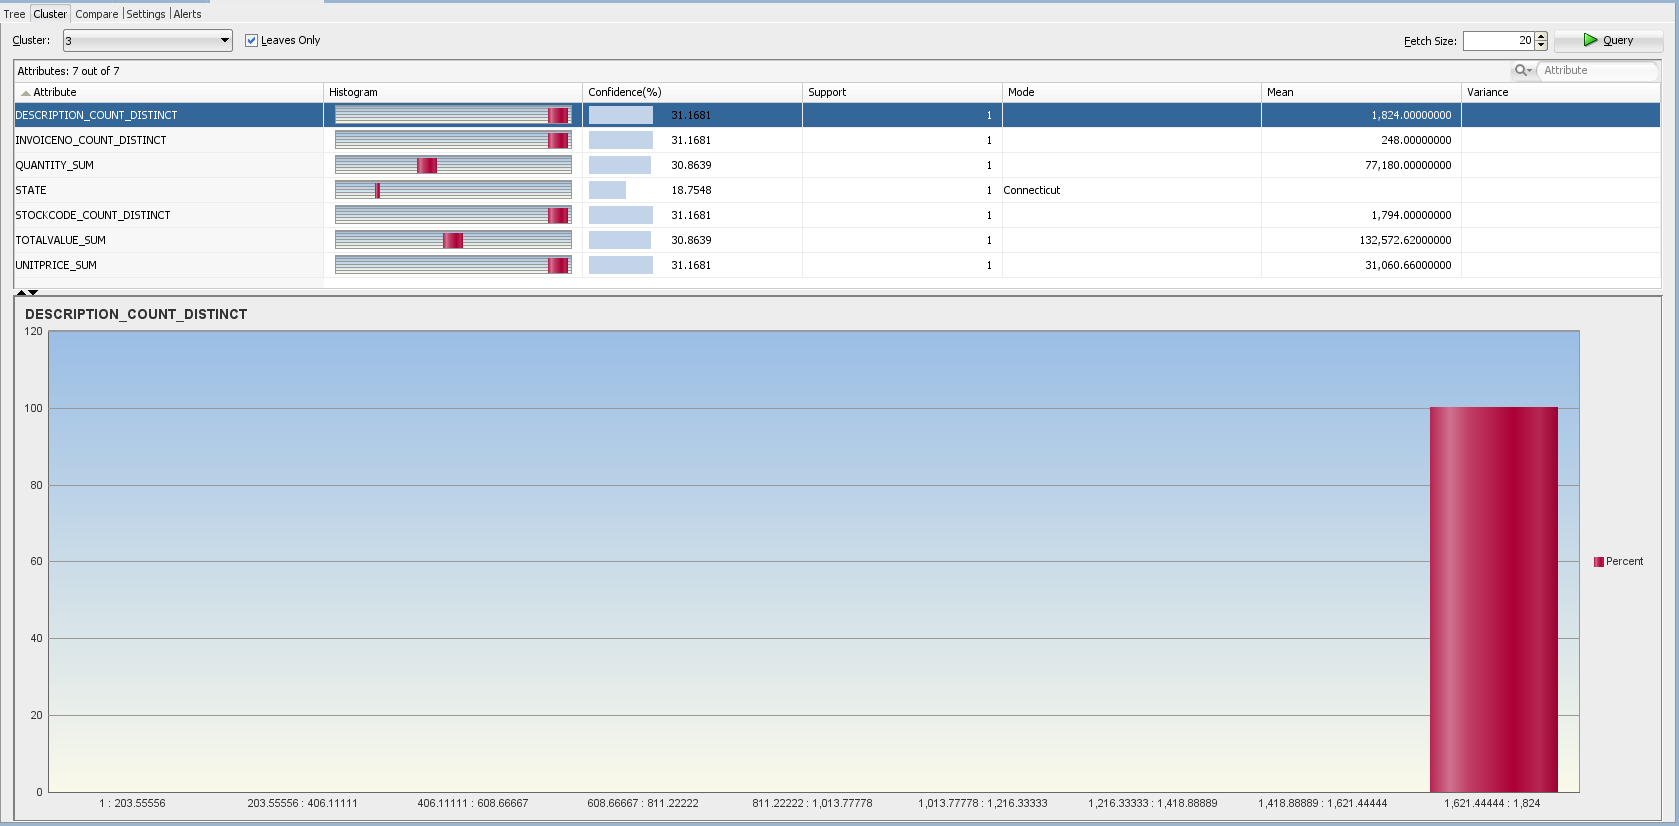 Tree Cluster Compare Settings Alerts
Cluster: 3 Leaves Only Fetch Size: 20 Query
Attributes: 7 out of 7 Attribute
Attribute Histogram Confidence(%) Support Mode Mean Variance
DESCRIPTION_COUNT_DISTINCT 31.1681 1 1,824.00000000
INVOICENO_COUNT_DISTINCT 31.1681 1 248.00000000
QUANTITY_SUM 30.8639 1 77,180.00000000
STATE 18.7548 1 Connecticut
STOCKCODE_COUNT_DISTINCT 31.1681 1 1,794.00000000
TOTALVALUE_SUM 30.8639 1 132,572.62000000
UNITPRICE_SUM 31.1681 1 31,060.66000000
DESCRIPTION_COUNT_DISTINCT
120
100
80
60
40
20
0
Percent
1 : 203.55556 203.55556 : 406.11111 406.11111 : 608.66667 608.66667 : 811.22222 811.22222 : 1,013.77778 1,013.77778 : 1,216.33333 1,216.33333 : 1,418.88889 1,418.88889 : 1,621.44444 1,621.44444 : 1,824